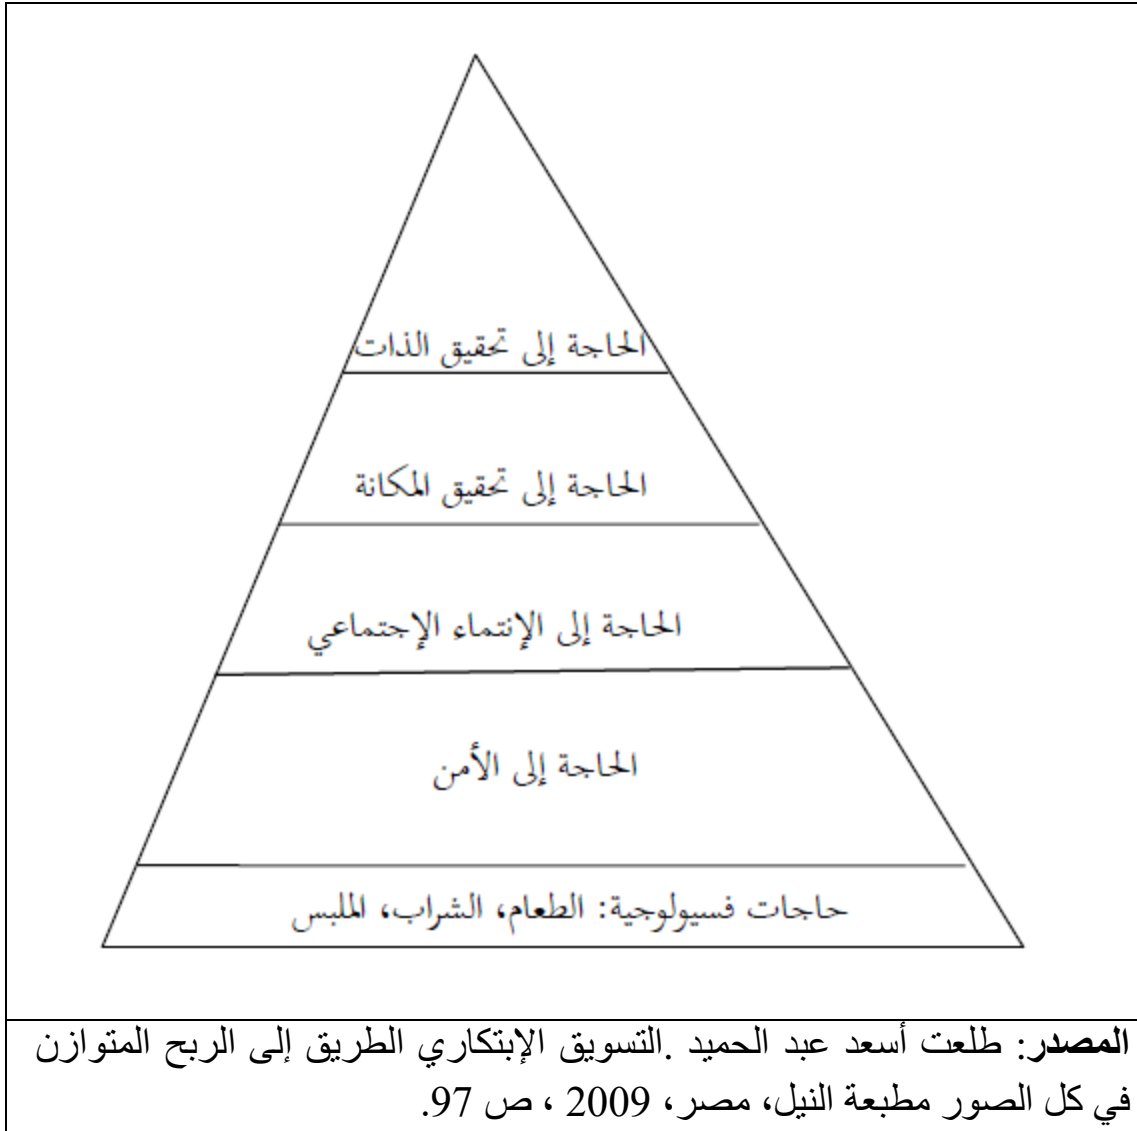 الحاجة إلى تحقيق الذات
الحاجة إلى تحقيق المكانة
الحاجة إلى الإنتماء الإجتماعي
الحاجة إلى الأمن
حاجات فسيولوجية: الطعام، الشراب، الملبس
المصدر: طلعت أسعد عبد الحميد .التسويق الإبتكاري الطريق إلى الربح المتوازن
في كل الصور مطبعة النيل، مصر، 2009 ، ص 97.